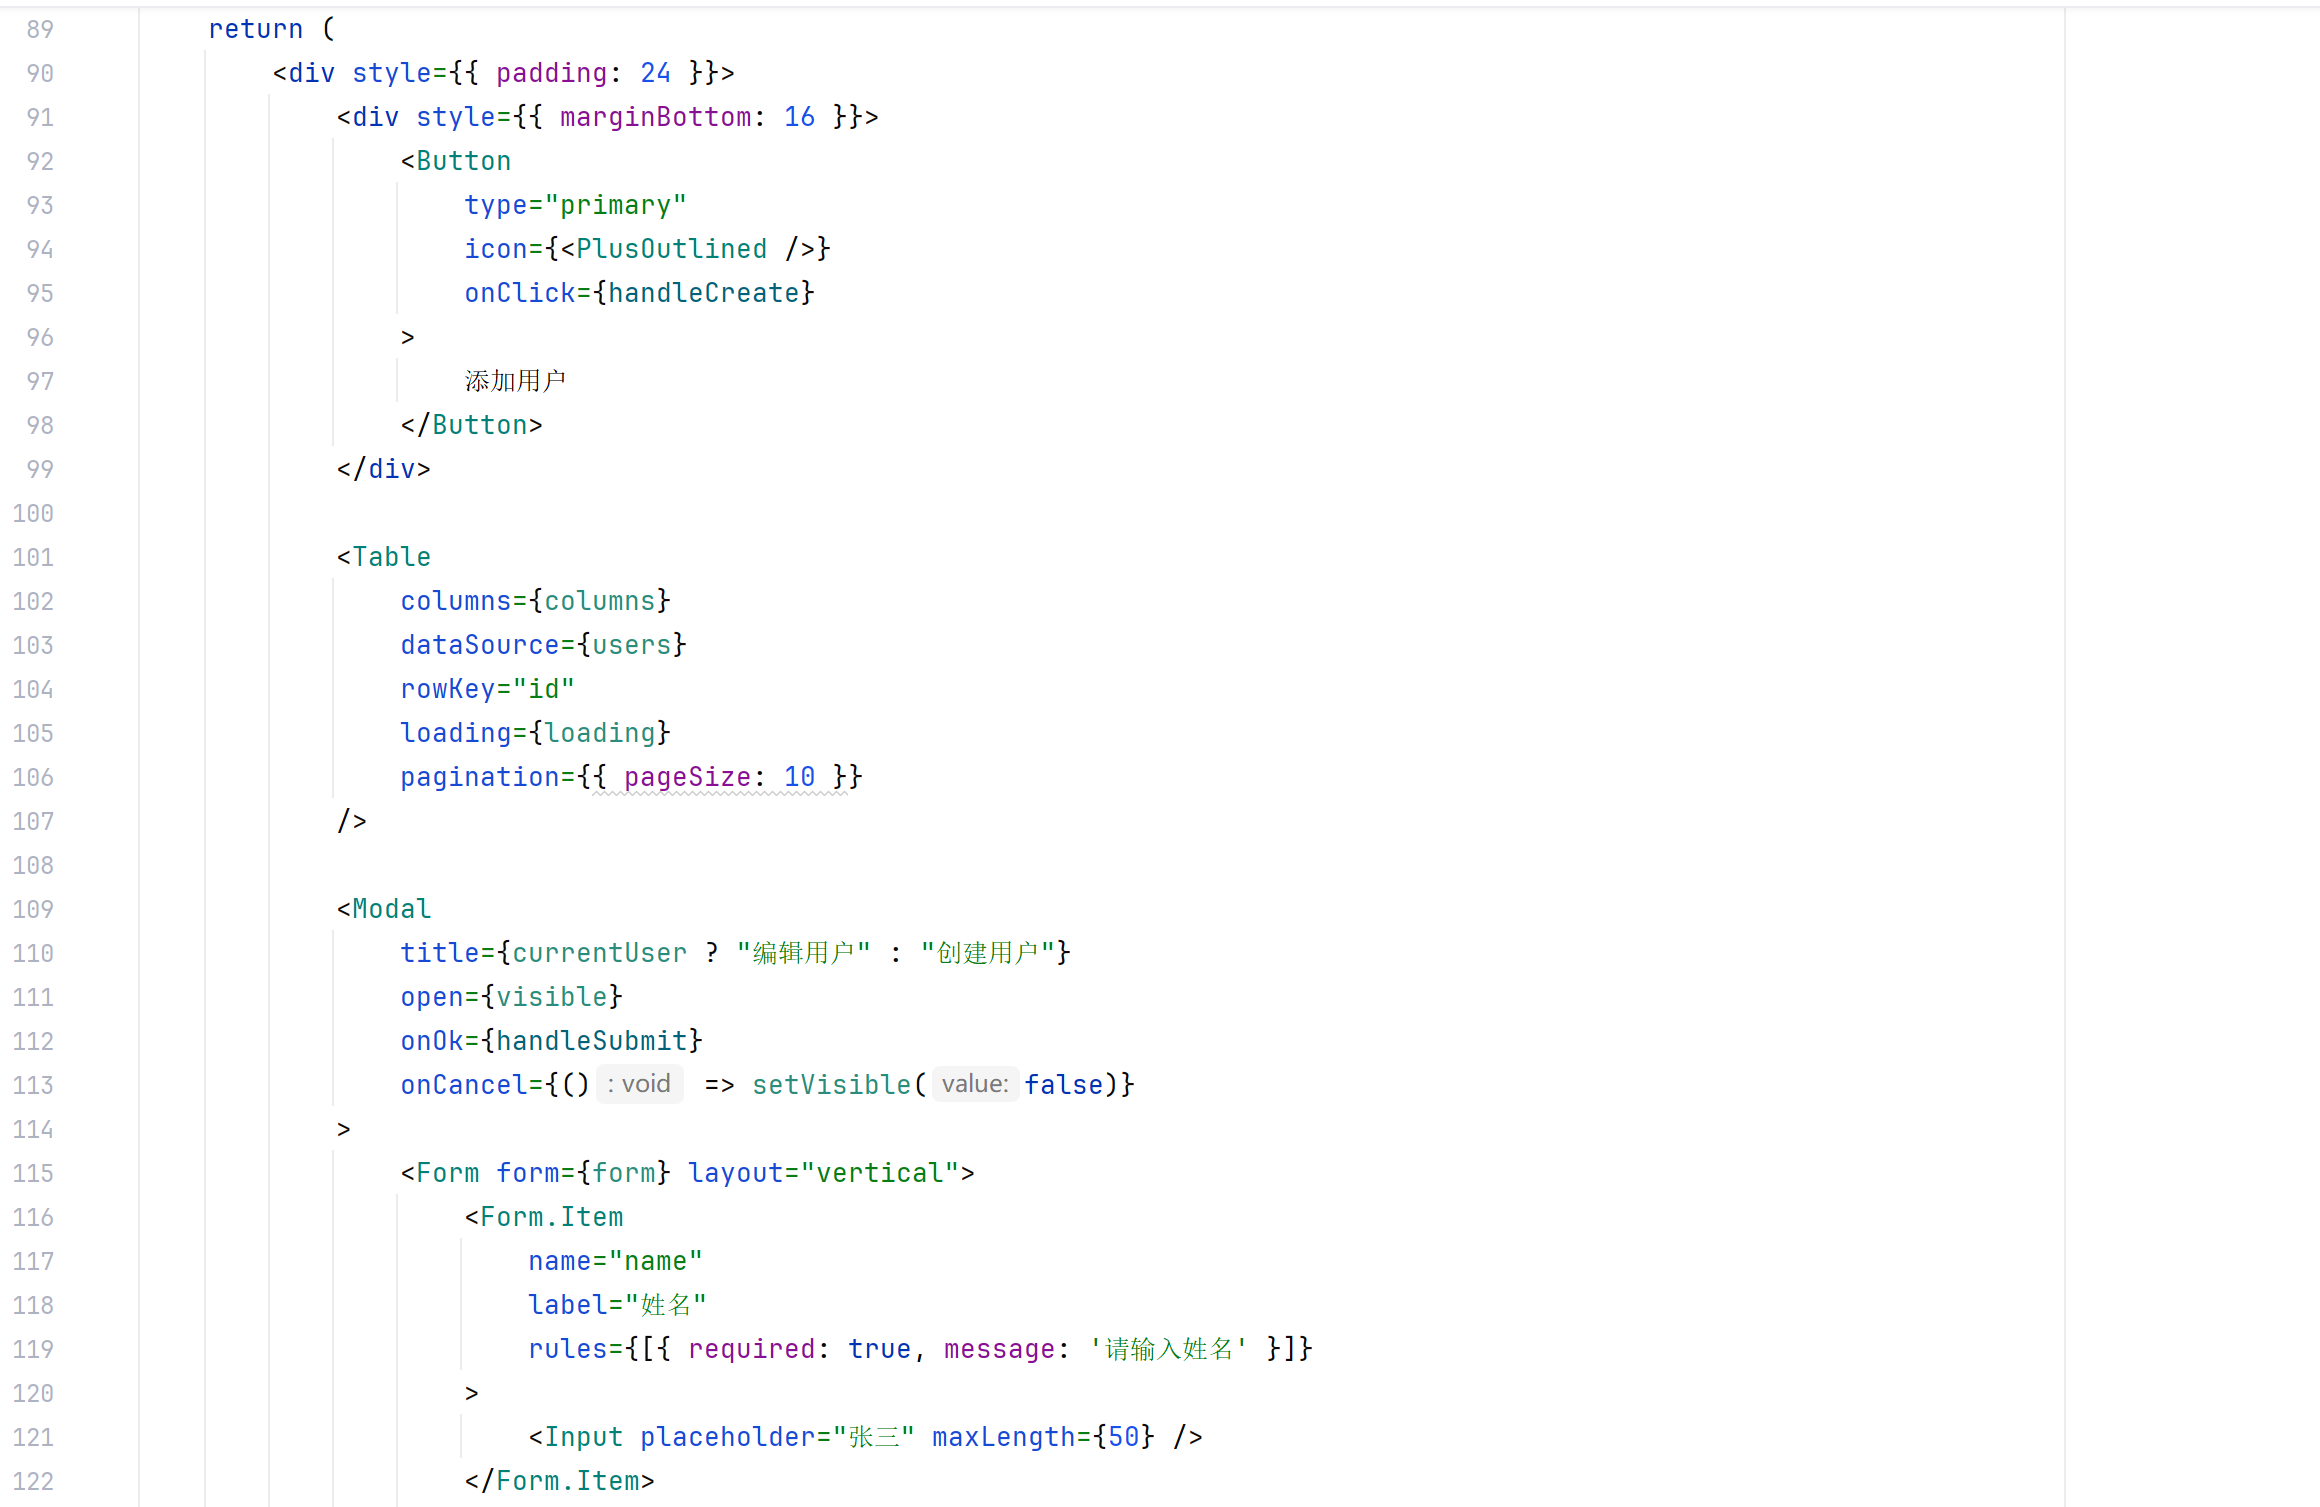 89 return (
90 <div style={{ padding: 24 }}>
91 <div style={{ marginBottom: 16 }}>
92 <Button
93 type="primary"
94 icon={<PlusOutlined />}
95 onClick={handleCreate}
96 >
97 添加用户
98 </Button>
99 </div>
100
101 <Table
102 columns={columns}
103 dataSource={users}
104 rowKey="id"
105 loading={loading}
106 pagination={{ pageSize: 10 }}
107 />
108
109 <Modal
110 title={currentUser ? "编辑用户" : "创建用户"}
111 open={visible}
112 onOk={handleSubmit}
113 onCancel={() : void => setVisible( value: false)}
114 >
115 <Form form={form} layout="vertical">
116 <Form.Item
117 name="name"
118 label="姓名"
119 rules={[{ required: true, message: '请输入姓名' }]}
120 >
121 <Input placeholder="张三" maxLength={50} />
122 </Form.Item>